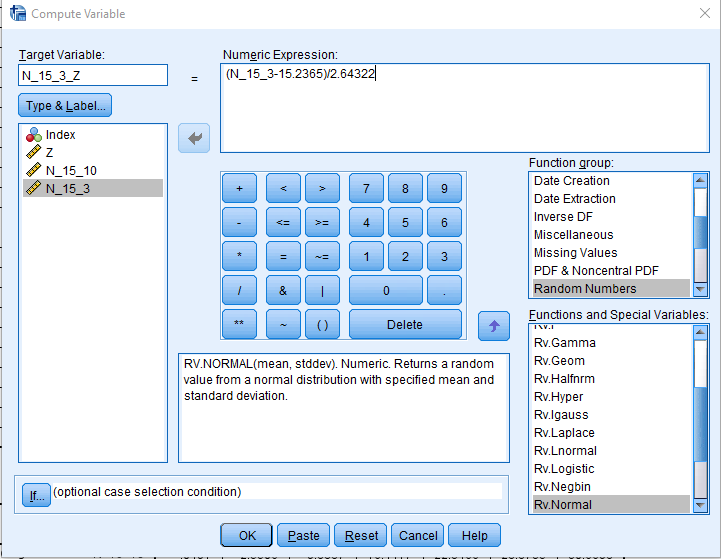 Compute Variable
Target Variable:
N_15_3_Z
=
Numeric Expression:
(N_15_3-15.2365)/2.64322
Type & Label...
Index
Z
N_15_10
N_15_3
+ < > 7 8 9
- <= >= 4 5 6
* = ~= 1 2 3
/ & | 0 .
** ~ ( ) Delete
Function group:
Date Creation
Date Extraction
Inverse DF
Miscellaneous
Missing Values
PDF & Noncentral PDF
Random Numbers
Functions and Special Variables:
Rv.Gamma
Rv.Geom
Rv.Halfnrm
Rv.Hyper
Rv.Igauss
Rv.Laplace
Rv.Lnormal
Rv.Logistic
Rv.Negbin
Rv.Normal
RV.NORMAL(mean, stddev). Numeric. Returns a random
value from a normal distribution with specified mean and
standard deviation.
If...
(optional case selection condition)
OK
Paste
Reset
Cancel
Help